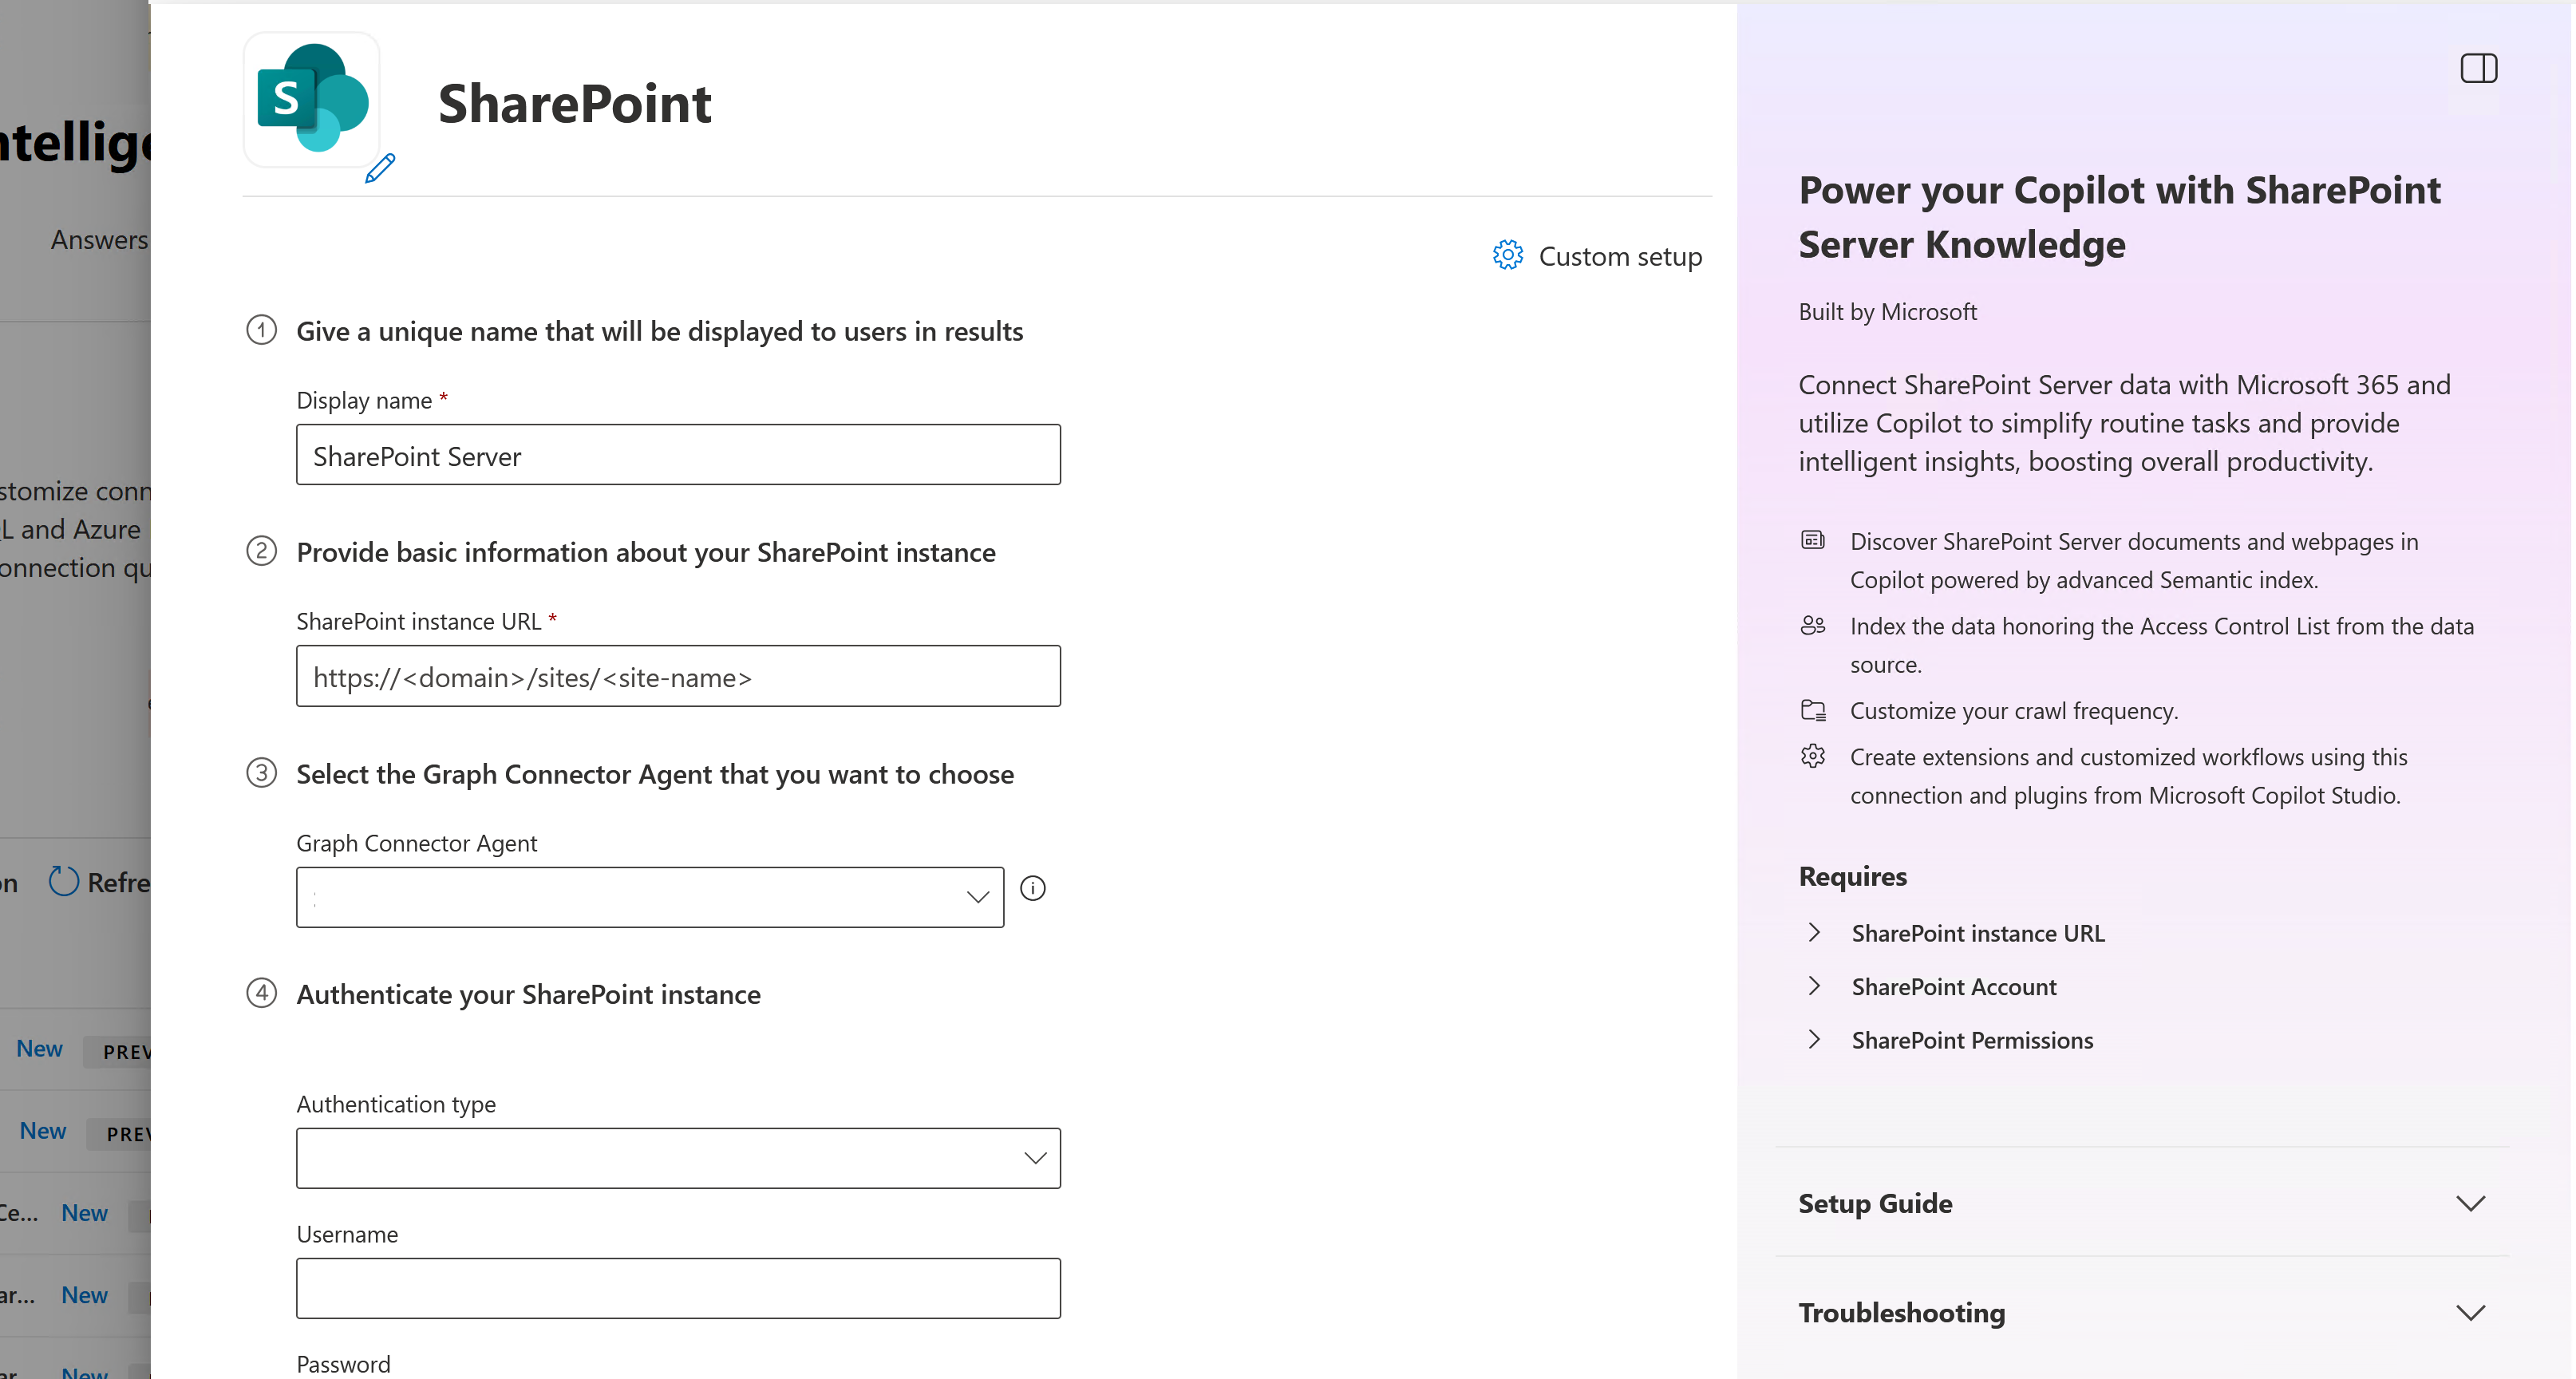 ntellig
Answers
stomize conn
L and Azure
onnection qu
on
Refre
New
PREV
New
PREV
Ce...
New
ar...
New
ar
New
S
SharePoint
Custom setup
1 Give a unique name that will be displayed to users in results
Display name *
SharePoint Server
2 Provide basic information about your SharePoint instance
SharePoint instance URL *
https://<domain>/sites/<site-name>
3 Select the Graph Connector Agent that you want to choose
Graph Connector Agent
4 Authenticate your SharePoint instance
Authentication type
Username
Password
Power your Copilot with SharePoint
Server Knowledge
Built by Microsoft
Connect SharePoint Server data with Microsoft 365 and
utilize Copilot to simplify routine tasks and provide
intelligent insights, boosting overall productivity.
Discover SharePoint Server documents and webpages in
Copilot powered by advanced Semantic index.
Index the data honoring the Access Control List from the data
source.
Customize your crawl frequency.
Create extensions and customized workflows using this
connection and plugins from Microsoft Copilot Studio.
Requires
SharePoint instance URL
SharePoint Account
SharePoint Permissions
Setup Guide
Troubleshooting